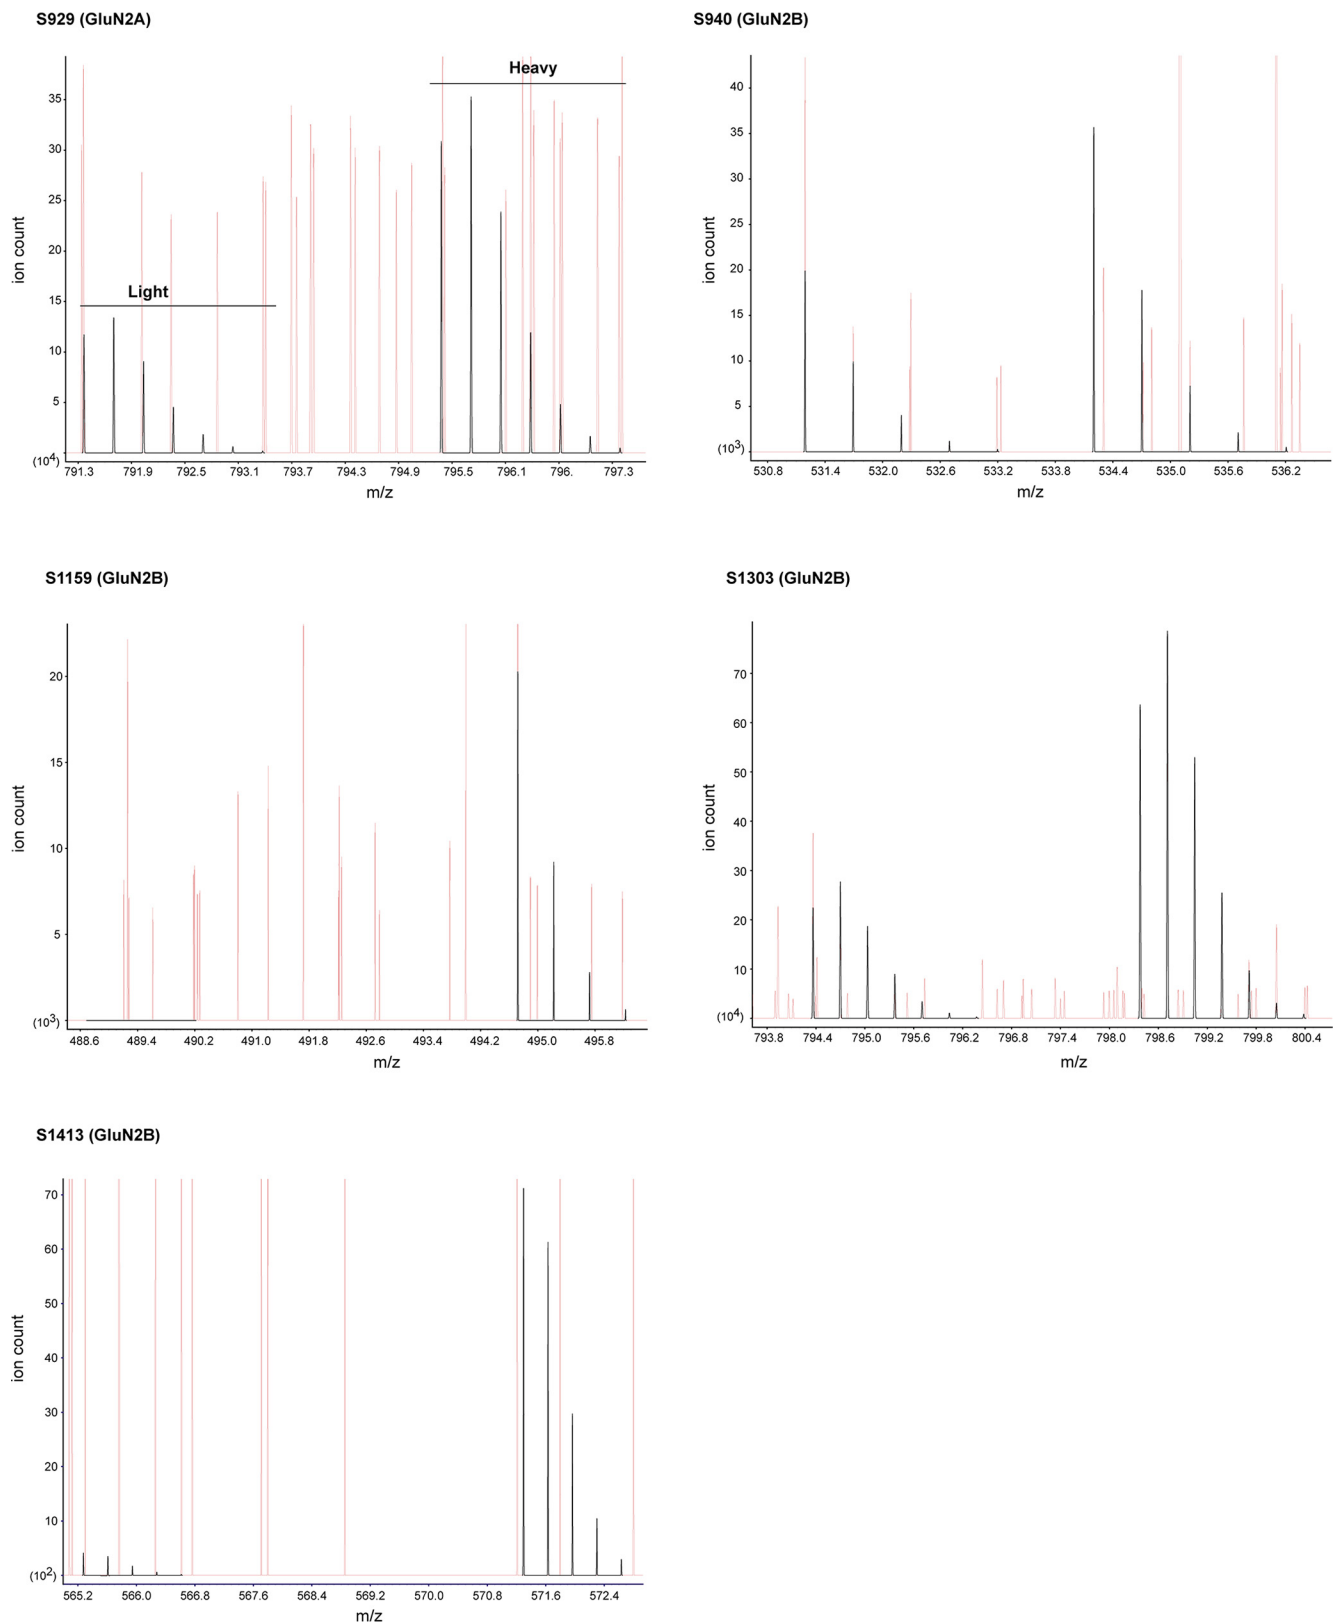 S929 (GluN2A)
Heavy
Light
ion count
35
30
25
20
15
10
5
(10⁴)
791.3 791.9 792.5 793.1 793.7 794.3 794.9 795.5 796.1 796. 797.3
m/z
S940 (GluN2B)
ion count
40
35
30
25
20
15
10
5
(10³)
530.8 531.4 532.0 532.6 533.2 533.8 534.4 535.0 535.6 536.2
m/z
S1159 (GluN2B)
ion count
20
15
10
5
(10³)
488.6 489.4 490.2 491.0 491.8 492.6 493.4 494.2 495.0 495.8
m/z
S1303 (GluN2B)
ion count
70
60
50
40
30
20
10
(10⁴)
793.8 794.4 795.0 795.6 796.2 796.8 797.4 798.0 798.6 799.2 799.8 800.4
m/z
S1413 (GluN2B)
ion count
70
60
50
40
30
20
10
(10²)
565.2 566.0 566.8 567.6 568.4 569.2 570.0 570.8 571.6 572.4
m/z